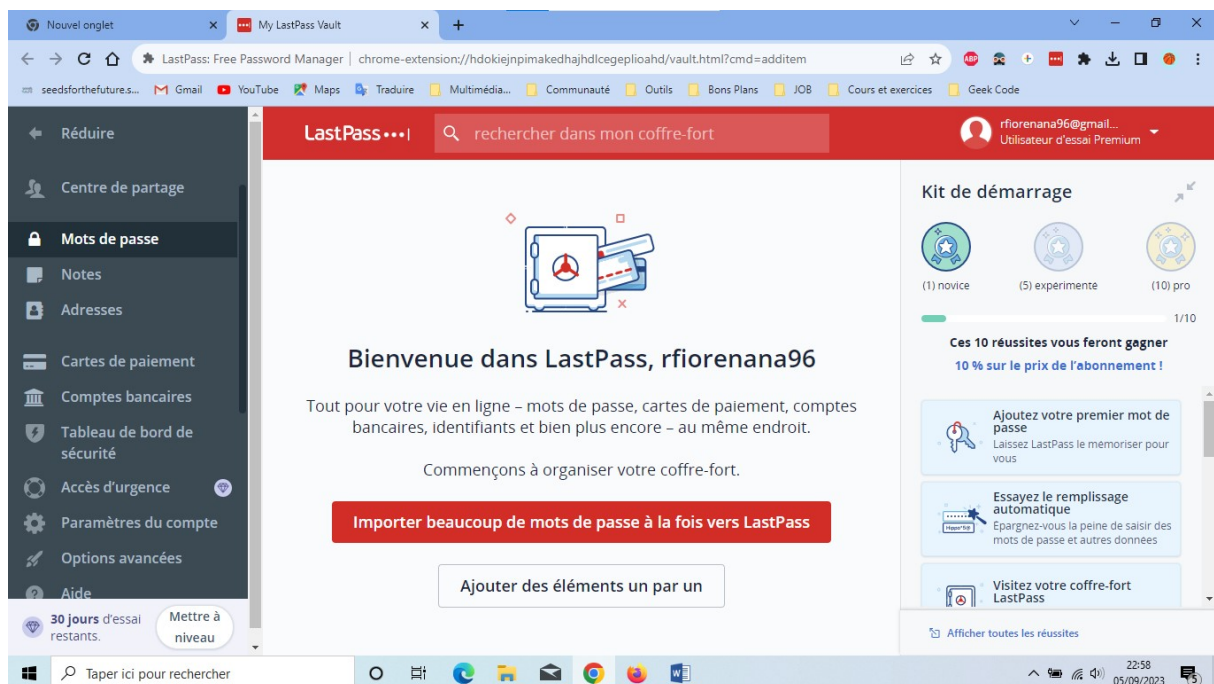 Nouvel onglet
My LastPass Vault
LastPass: Free Password Manager | chrome-extension://hdokiejnpimakedhajhdlcegeplioahd/vault.html?cmd=additem
ABP
seedsforthefuture.s...
Gmail
YouTube
Maps
Traduire
Multimédia...
Communauté
Outils
Bons Plans
JOB
Cours et exercices
Geek Code
Réduire
Centre de partage
Mots de passe
Notes
Adresses
Cartes de paiement
Comptes bancaires
Tableau de bord de
sécurité
Accès d'urgence
Paramètres du compte
Options avancées
Aide
30 jours d'essai
restants.
Mettre à
niveau
LastPass
rechercher dans mon coffre-fort
rfiorenana96@gmail...
Utilisateur d'essai Premium
Bienvenue dans LastPass, rfiorenana96
Tout pour votre vie en ligne – mots de passe, cartes de paiement, comptes
bancaires, identifiants et bien plus encore – au même endroit.
Commençons à organiser votre coffre-fort.
Importer beaucoup de mots de passe à la fois vers LastPass
Ajouter des éléments un par un
Kit de démarrage
(1) novice
(5) experimente
(10) pro
1/10
Ces 10 réussites vous feront gagner
10 % sur le prix de l'abonnement !
Ajoutez votre premier mot de
passe
Laissez LastPass le memoriser pour
vous
Essayez le remplissage
automatique
Épargnez-vous la peine de saisir des
mots de passe et autres donnees
Visitez votre coffre-fort
LastPass
Afficher toutes les réussites
Taper ici pour rechercher
22:58
05/09/2023
5